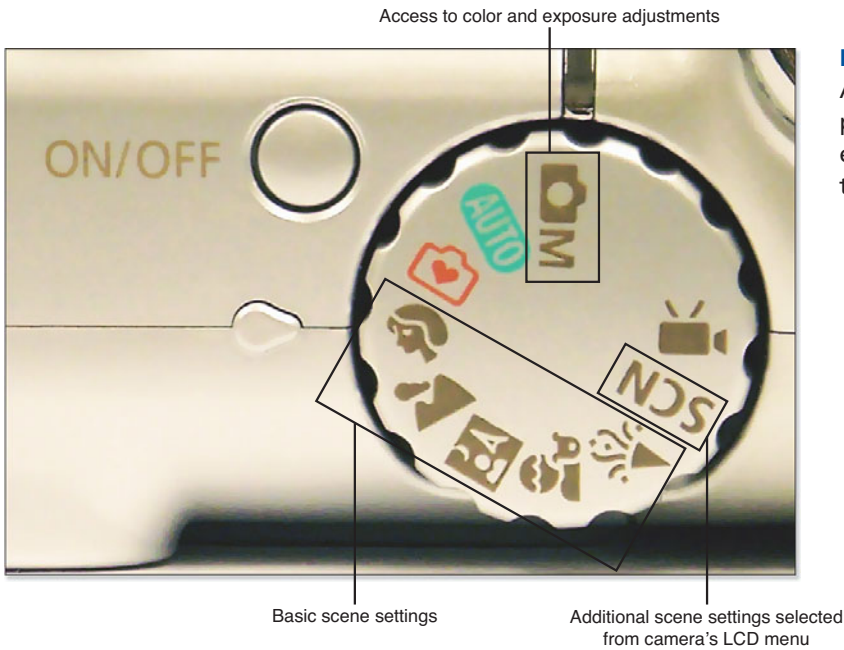 Access to color and exposure adjustments
ON/OFF
AUTO
M
SCN
Basic scene settings
Additional scene settings selected
from camera's LCD menu